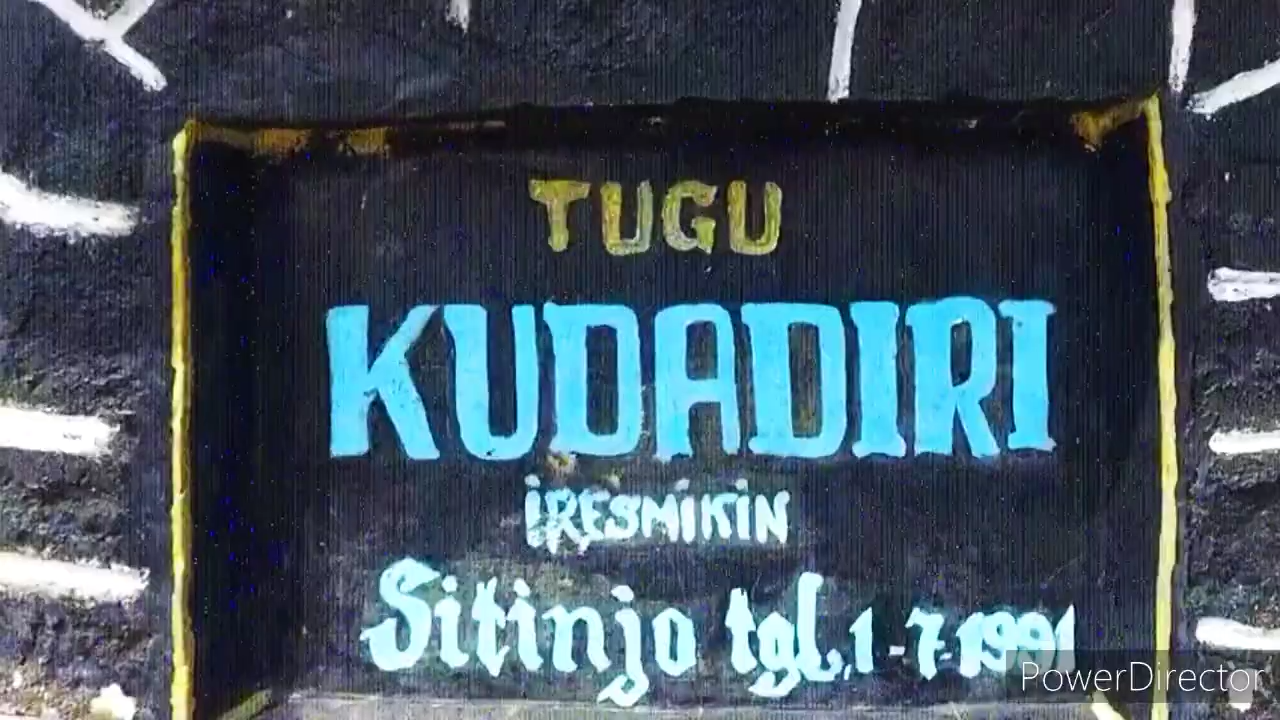 TUGU
KUDADIRI
IRESMIKIN
Sitinjo tgl.1-7-1991
PowerDirector